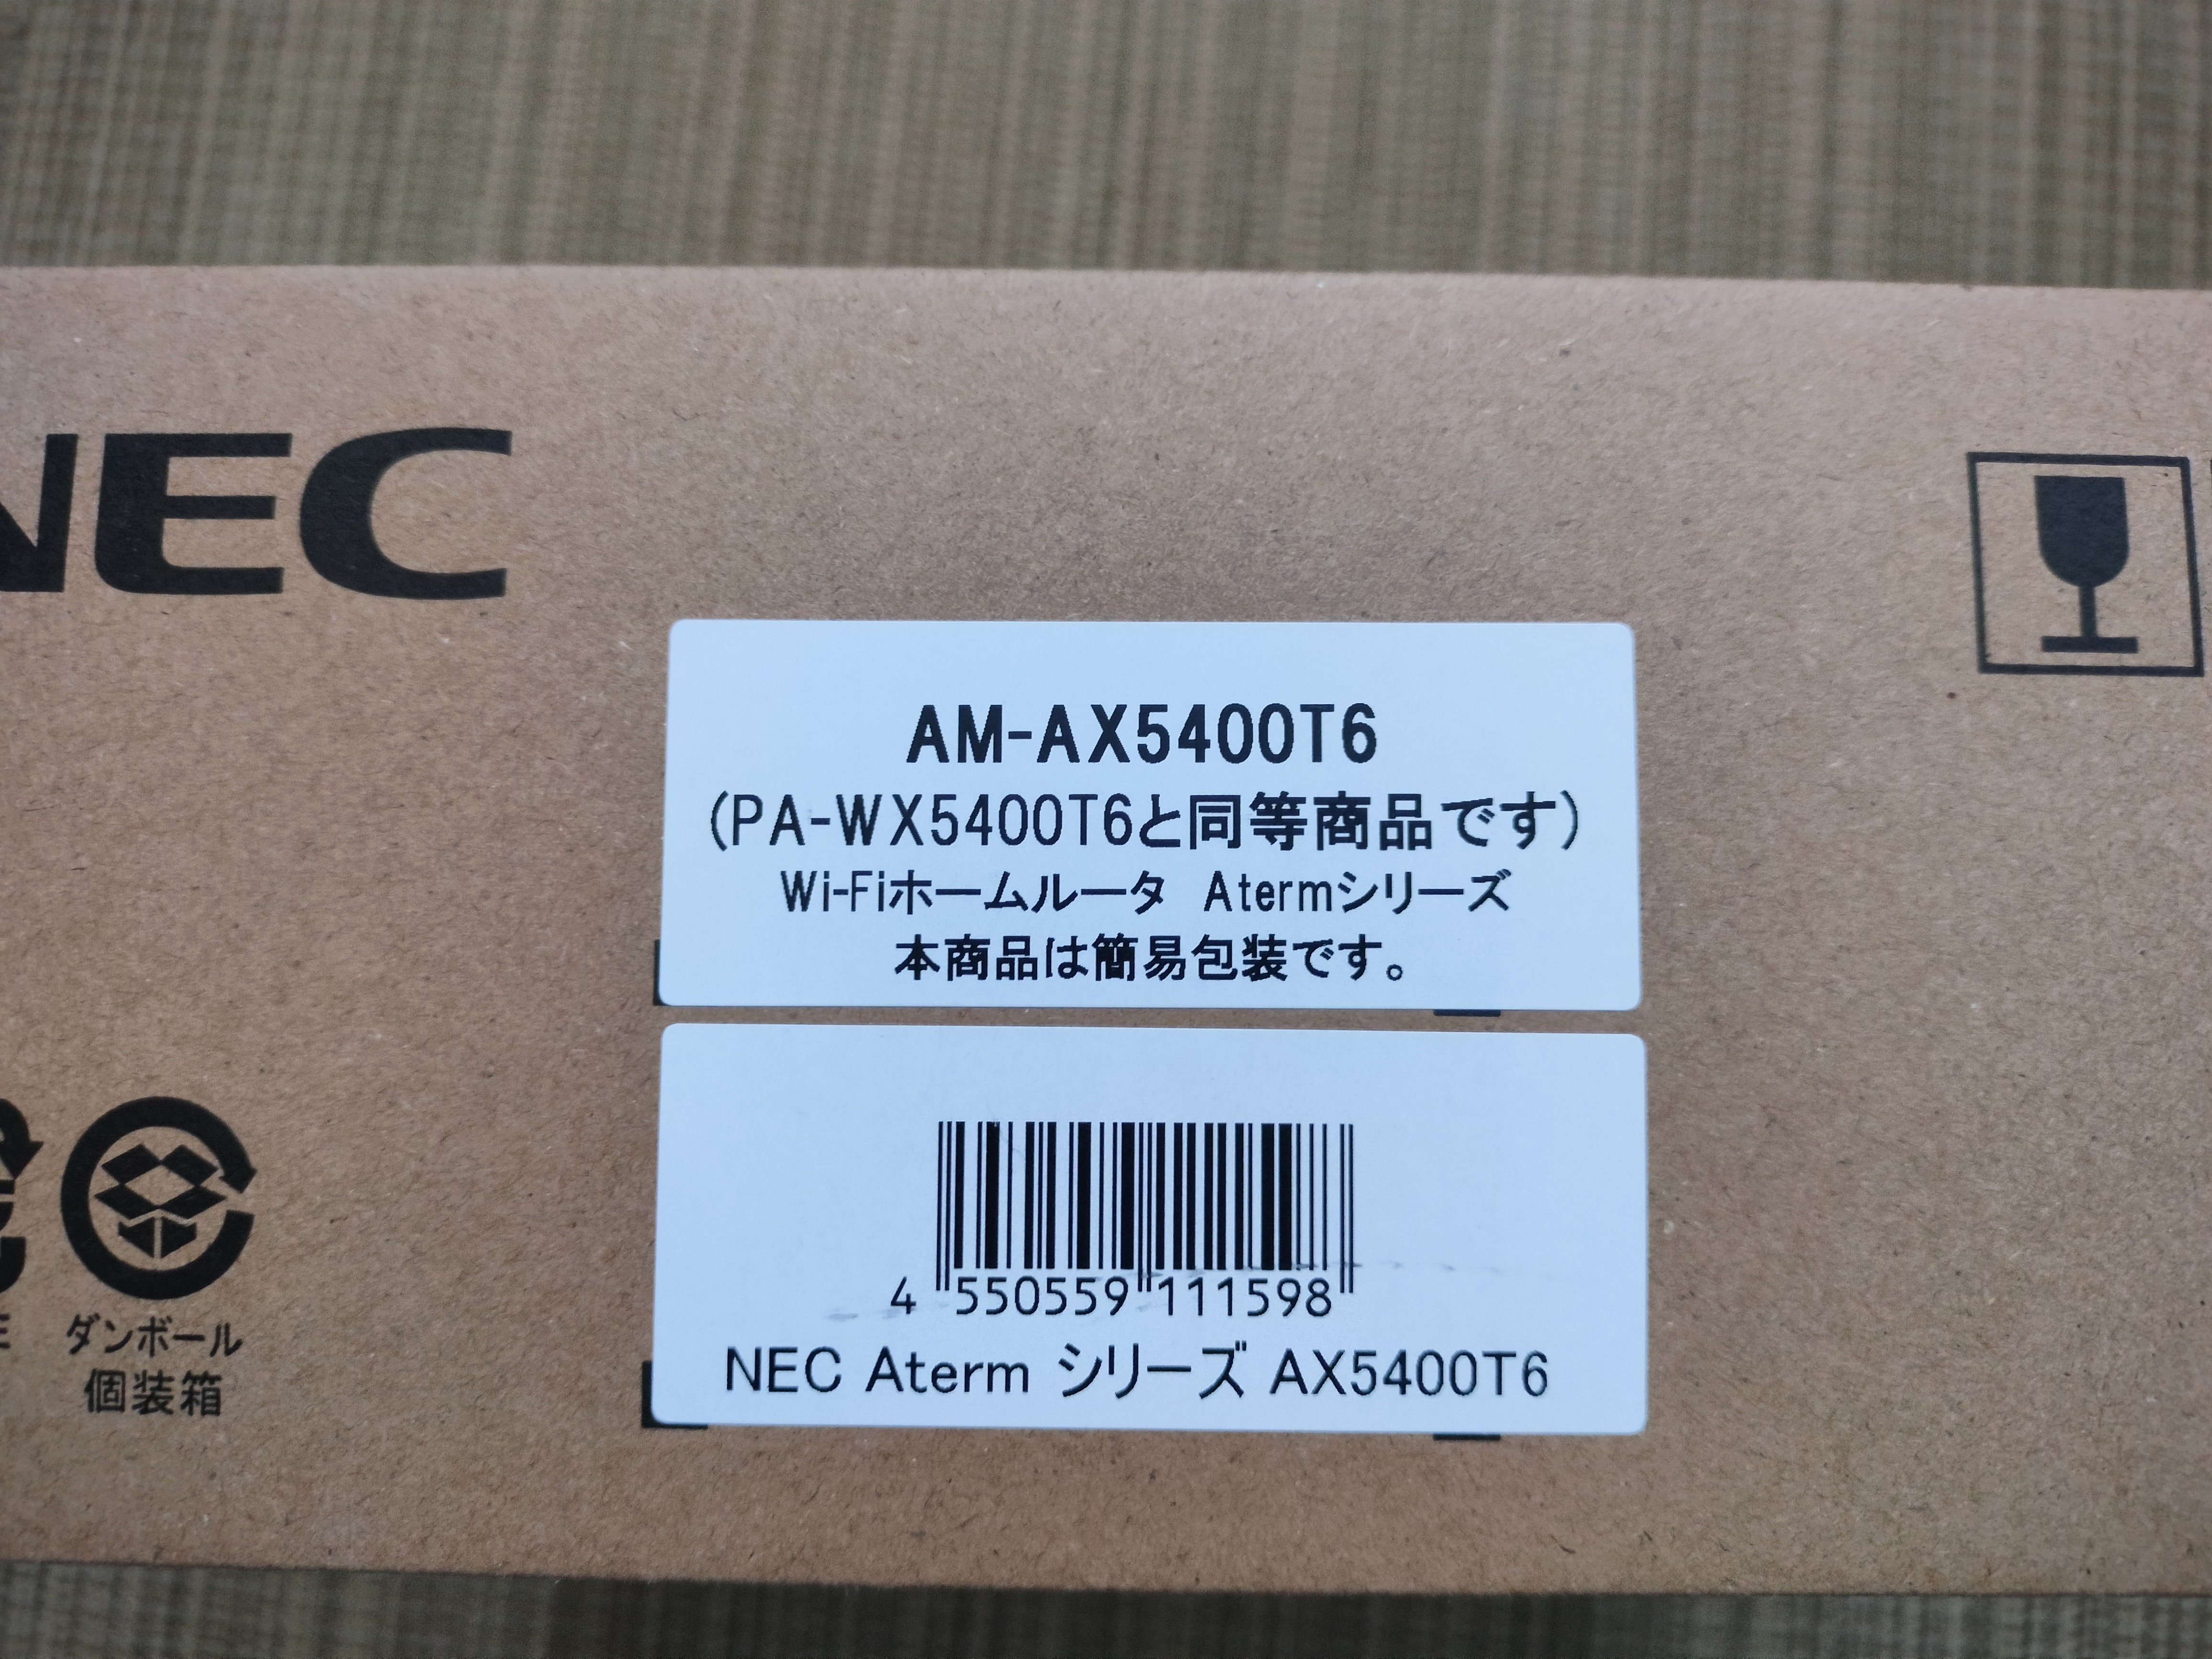 NEC
AM-AX5400T6
(PA-WX5400T6と同等商品です)
Wi-Fiホームルータ Atermシリーズ
本商品は簡易包装です。
4 550559 111598
NEC Aterm シリーズ AX5400T6
ダンボール
個装箱